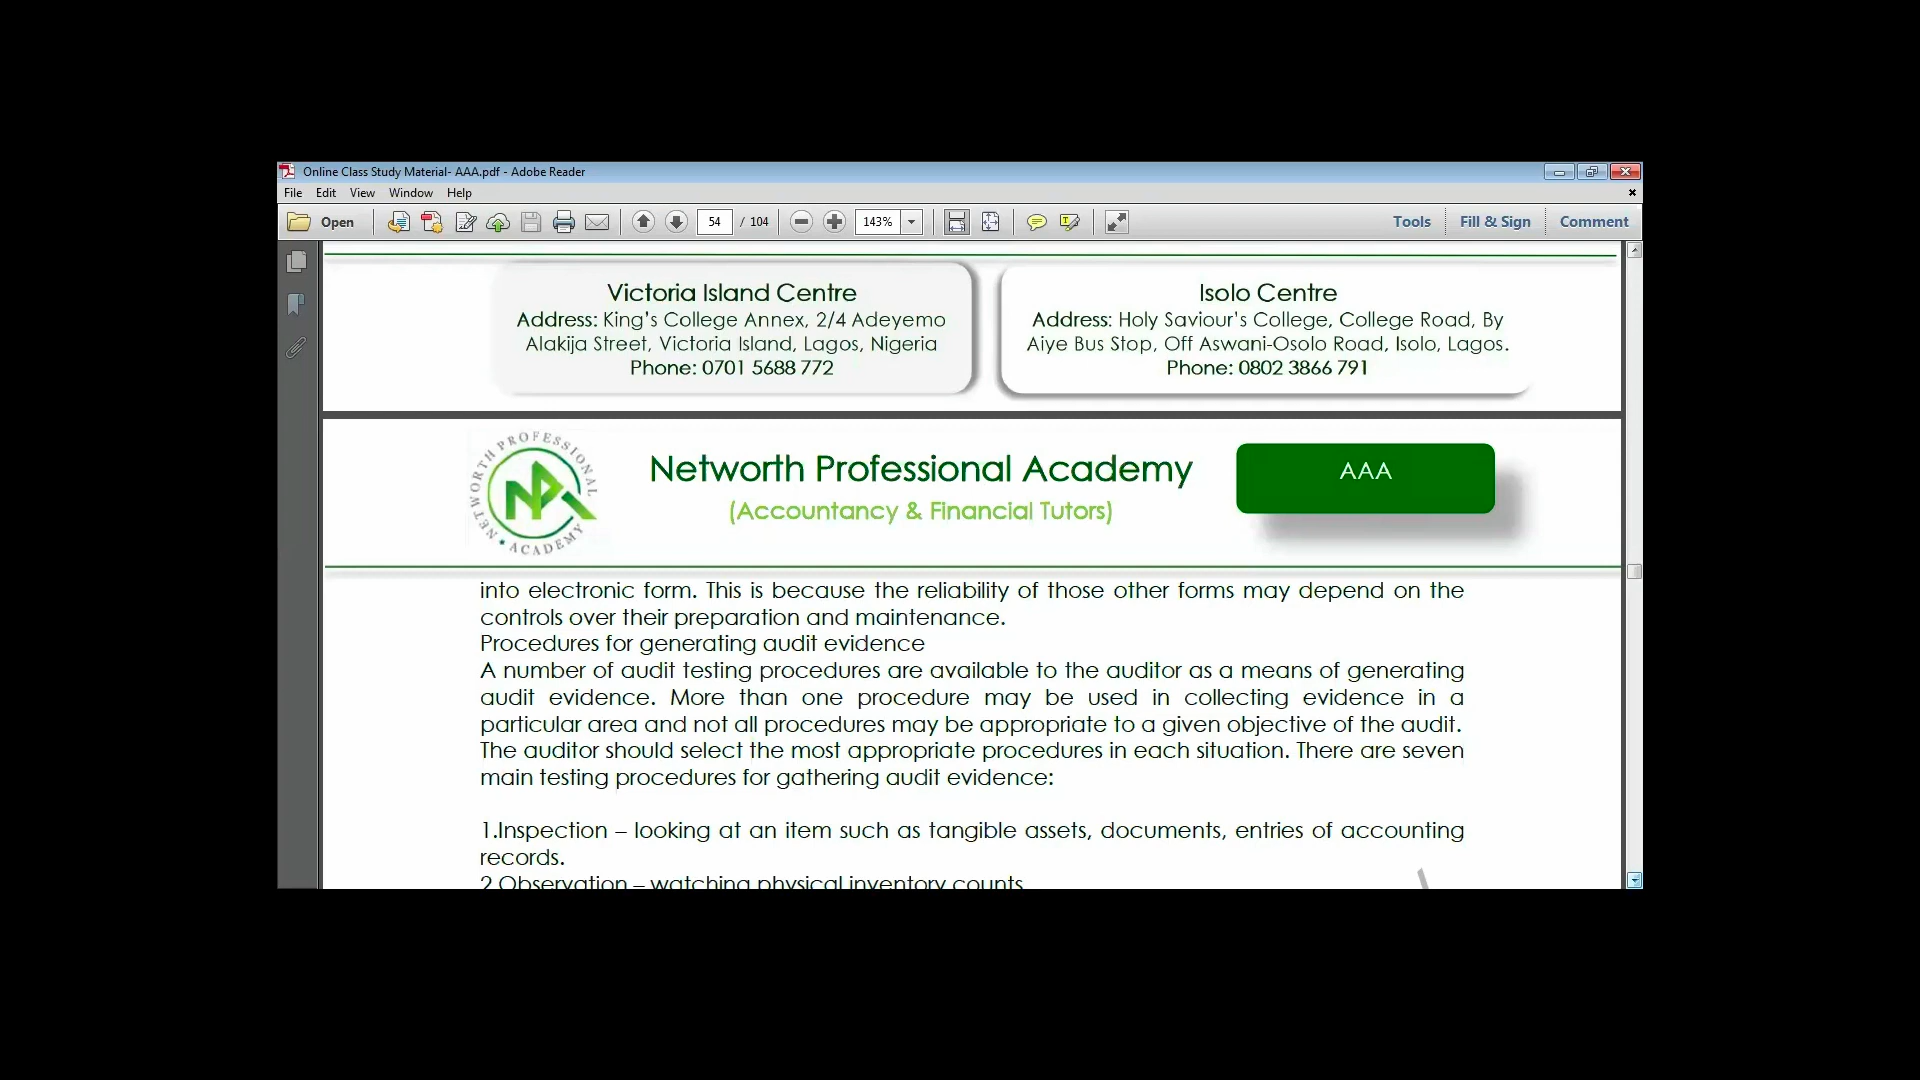 Online Class Study Material- AAA.pdf - Adobe Reader
File Edit View Window Help
Open 54 / 104 143% Tools Fill & Sign Comment
Victoria Island Centre
Address: King's College Annex, 2/4 Adeyemo
Alakija Street, Victoria Island, Lagos, Nigeria
Phone: 0701 5688 772
Isolo Centre
Address: Holy Saviour's College, College Road, By
Aiye Bus Stop, Off Aswani-Osolo Road, Isolo, Lagos.
Phone: 0802 3866 791
NETWORTH PROFESSIONAL ACADEMY
Networth Professional Academy
(Accountancy & Financial Tutors)
AAA
into electronic form. This is because the reliability of those other forms may depend on the
controls over their preparation and maintenance.
Procedures for generating audit evidence
A number of audit testing procedures are available to the auditor as a means of generating
audit evidence. More than one procedure may be used in collecting evidence in a
particular area and not all procedures may be appropriate to a given objective of the audit.
The auditor should select the most appropriate procedures in each situation. There are seven
main testing procedures for gathering audit evidence:
1.Inspection – looking at an item such as tangible assets, documents, entries of accounting
records.
2.Observation – watching physical inventory counts